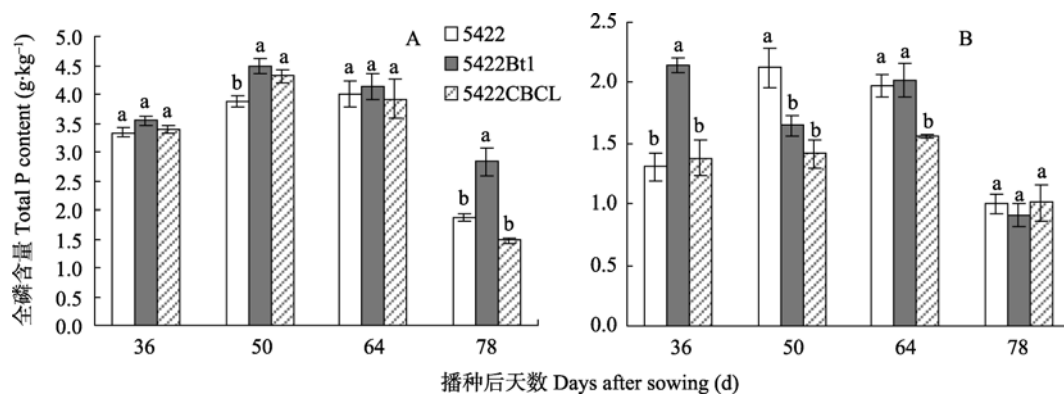 A
5422
5422Bt1
5422CBCL
全磷含量 Total P content (g·kg⁻¹)
5.0
4.5
4.0
3.5
3.0
2.5
2.0
1.5
1.0
0.5
0.0
a a a
b a a
a a a
b a b
36 50 64 78
B
2.5
2.0
1.5
1.0
0.5
0.0
b a b
a b b
a a b
a a a
36 50 64 78
播种后天数 Days after sowing (d)